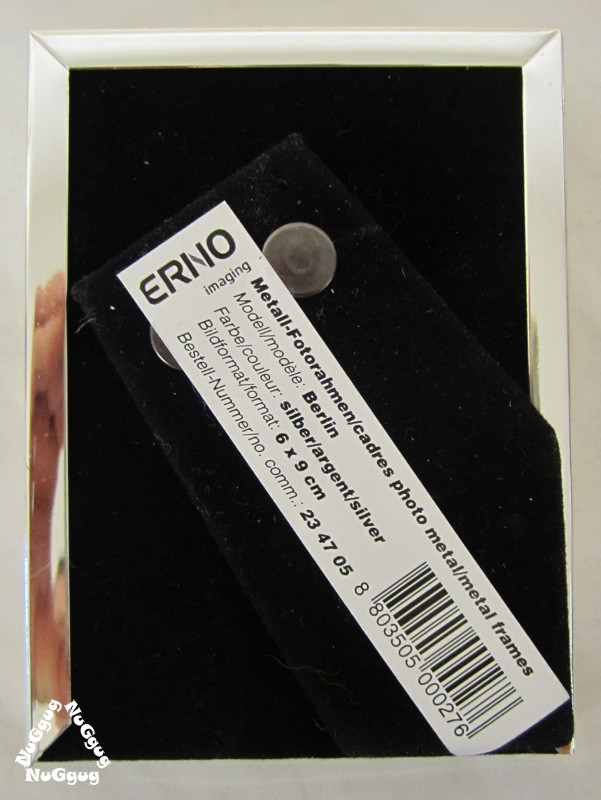 ERNO
imaging
Metall-Fotorahmen/cadres photo metal/metal frames
Modell/modèle: Berlin
Farbe/couleur: silber/argent/silver
Bildformat/format: 6 x 9 cm
Bestell-Nummer/no. comm.: 23 47 05
8 803505 000276
NuGgug
NuGgug
NuGgug